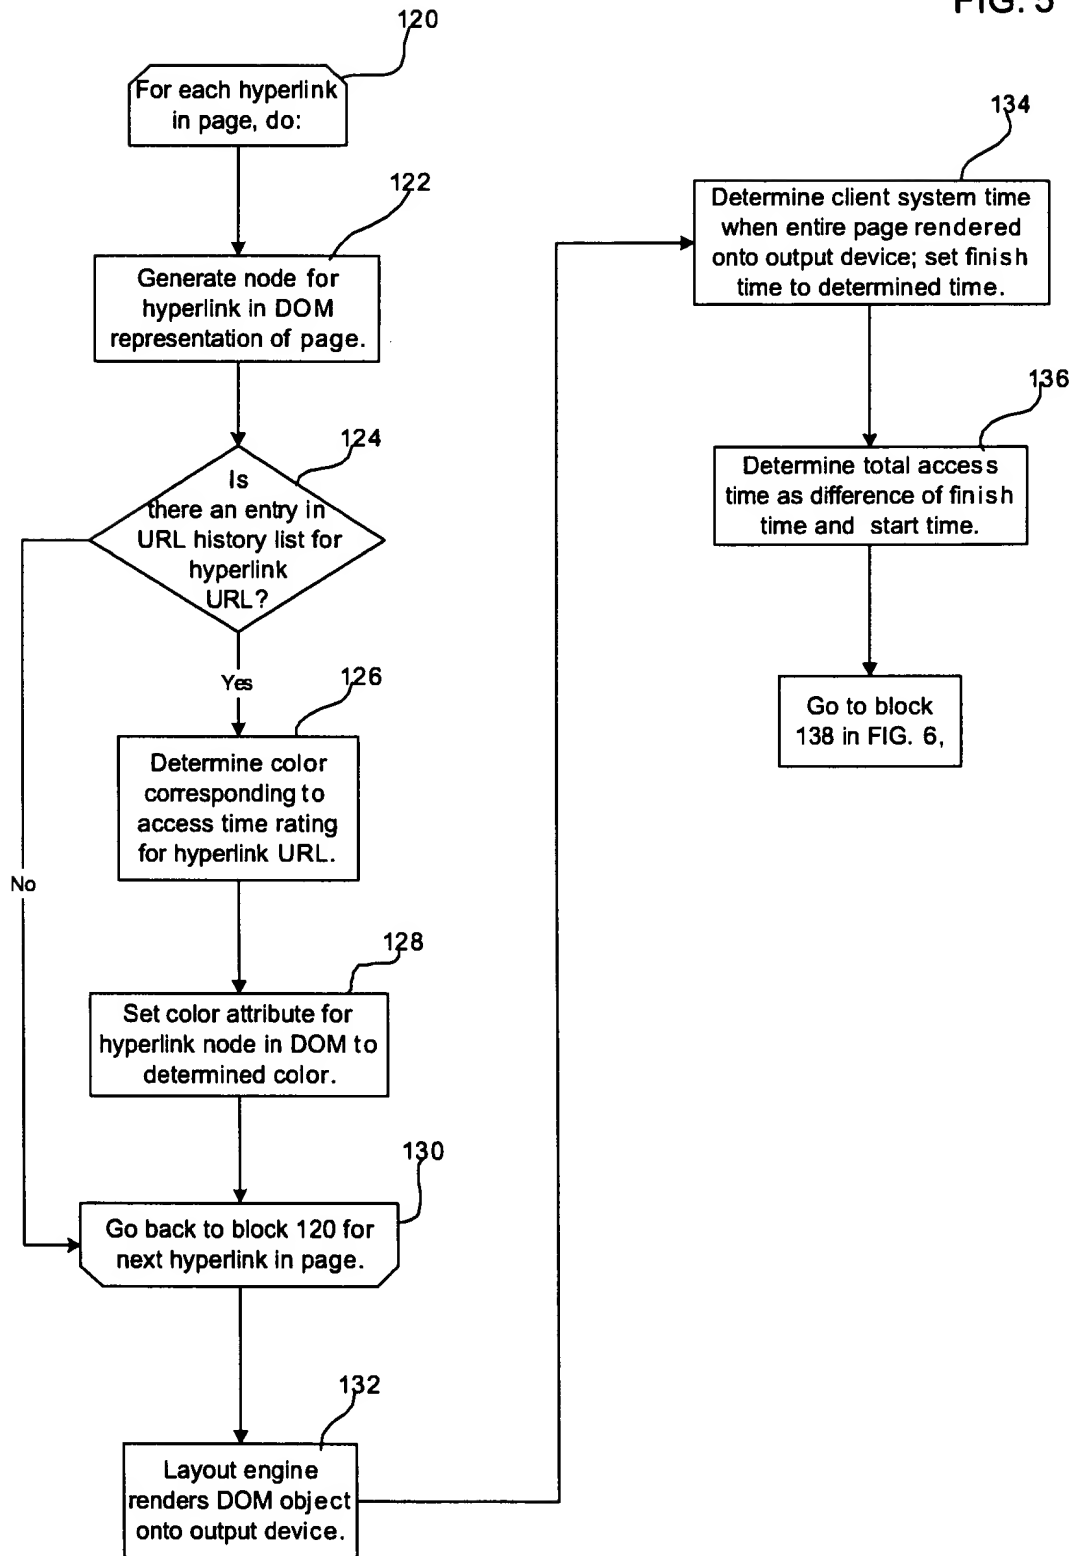 FIG. 5
120
For each hyperlink
in page, do:
122
Generate node for
hyperlink in DOM
representation of page.
124
Is
there an entry in
URL history list for
hyperlink
URL?
Yes
No
126
Determine color
corresponding to
access time rating
for hyperlink URL.
128
Set color attribute for
hyperlink node in DOM to
determined color.
130
Go back to block 120 for
next hyperlink in page.
132
Layout engine
renders DOM object
onto output device.
134
Determine client system time
when entire page rendered
onto output device; set finish
time to determined time.
136
Determine total access
time as difference of finish
time and start time.
Go to block
138 in FIG. 6,